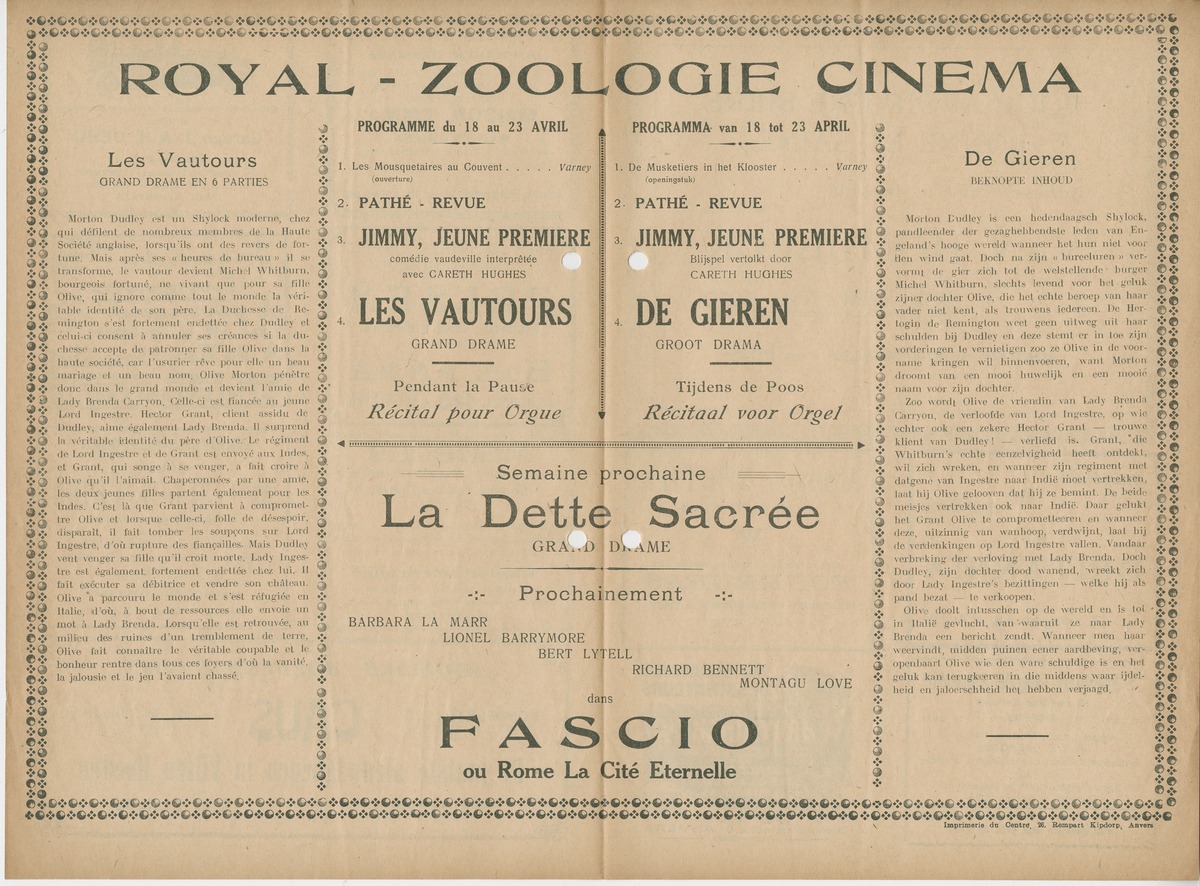 ROYAL - ZOOLOGIE CINEMA
Les Vautours
GRAND DRAME EN 6 PARTIES
Morton Dudley est un Shylock moderne, chez
qui défilent de nombreux membres de la Haute
Société anglaise, lorsqu'ils ont des revers de for-
tune. Mais après ses « heures de bureau » il se
transforme, le vautour devient Michel Whitburn,
bourgeois fortuné, ne vivant que pour sa fille
Olive, qui ignore comme tout le monde la véri-
table identité de son père. La Duchesse de Re-
mington s'est fortement endettée chez Dudley et
celui-ci consent à annuler ses créances si la du-
chesse accepte de patronner sa fille Olive dans la
haute société, car l'usurier rêve pour elle un beau
mariage et un beau nom. Olive Morton pénètre
donc dans le grand monde et devient l'amie de
Lady Brenda Carryon. Celle-ci est fiancée au jeune
Lord Ingestre. Hector Grant, client assidu de
Dudley, aime également Lady Brenda. Il surprend
la véritable identité du père d'Olive. Le régiment
de Lord Ingestre et de Grant est envoyé aux Indes,
et Grant, qui songe à se venger, a fait croire à
Olive qu'il l'aimait. Chaperonnées par une amie,
les deux jeunes filles partent également pour les
Indes. C'est là que Grant parvient à compromet-
tre Olive et lorsque celle-ci, folle de désespoir,
disparaît, il fait tomber les soupçons sur Lord
Ingestre, d'où rupture des fiançailles. Mais Dudley
veut venger sa fille qu'il croit morte. Lady Inges-
tre est également fortement endettée chez lui. Il
fait exécuter sa débitrice et vendre son château.
Olive a parcouru le monde et s'est réfugiée en
Italie, d'où, à bout de ressources elle envoie un
mot à Lady Brenda. Lorsqu'elle est retrouvée, au
milieu des ruines d'un tremblement de terre,
Olive fait connaître le véritable coupable et le
bonheur rentre dans tous ces foyers d'où la vanité,
la jalousie et le jeu l'avaient chassé.
PROGRAMME du 18 au 23 AVRIL
1. Les Mousquetaires au Couvent . . . . . Varney
(ouverture)
2. PATHÉ - REVUE
3. JIMMY, JEUNE PREMIERE
comédie vaudeville interprétée
avec CARETH HUGHES
4. LES VAUTOURS
GRAND DRAME
Pendant la Pause
Récital pour Orgue
PROGRAMMA van 18 tot 23 APRIL
1. De Musketiers in het Klooster . . . . . Varney
(openingstuk)
2. PATHÉ - REVUE
3. JIMMY, JEUNE PREMIERE
Blijspel vertolkt door
CARETH HUGHES
4. DE GIEREN
GROOT DRAMA
Tijdens de Poos
Récitaal voor Orgel
Semaine prochaine
La Dette Sacrée
GRAND DRAME
-:- Prochainement -:-
BARBARA LA MARR
LIONEL BARRYMORE
BERT LYTELL
RICHARD BENNETT
MONTAGU LOVE
dans
FASCIO
ou Rome La Cité Eternelle
De Gieren
BEKNOPTE INHOUD
Morton Dudley is een hedendaagsch Shylock,
pandleender der gezaghebbendste leden van En-
geland's hooge wereld wanneer het hun niet voor
den wind gaat. Doch na zijn » bureeluren » ver-
vormt de gier zich tot de welstellende burger
Michel Whitburn, slechts levend voor het geluk
zijner dochter Olive, die het echte beroep van haar
vader niet kent, als trouwens iedereen. De Her-
togin de Remington weet geen uitweg uit haar
schulden bij Dudley en deze stemt er in toe zijn
vorderingen te vernietigen zoo ze Olive in de voor-
name kringen wil binnenvoeren, want Morton
droomt van een mooi huwelijk en een mooie
naam voor zijn dochter.
Zoo wordt Olive de vriendin van Lady Brenda
Carryon, de verloofde van Lord Ingestre, op wie
echter ook een zekere Hector Grant — trouwe
klient van Dudley! — verliefd is. Grant, die
Whitburn's echte eenzelvigheid heeft ontdekt,
wil zich wreken, en wanneer zijn regiment met
datgene van Ingestre naar Indië moet vertrekken,
laat hij Olive gelooven dat hij ze bemint. De beide
meisjes vertrekken ook naar Indië. Daar gelukt
het Grant Olive te comprometteeren en wanneer
deze, uitzinnig van wanhoop, verdwijnt, laat hij
de verdenkingen op Lord Ingestre vallen. Vandaar
verbreking der verloving met Lady Brenda. Doch
Dudley, zijn dochter dood wanend, wreekt zich
door Lady Ingestre's bezittingen — welke hij als
pand bezat — te verkoopen.
Olive doolt intusschen op de wereld en is tot
in Italië gevlucht, van waaruit ze naar Lady
Brenda een bericht zendt. Wanneer men haar
weervindt, midden puinen eener aardbeving, ver-
openbaart Olive wie den ware schuldige is en het
geluk kan terugkeeren in die middens waar ijdel-
heid en jaloerschheid het hebben verjaagd.
Imprimerie du Centre, 26, Rempart Kipdorp, Anvers